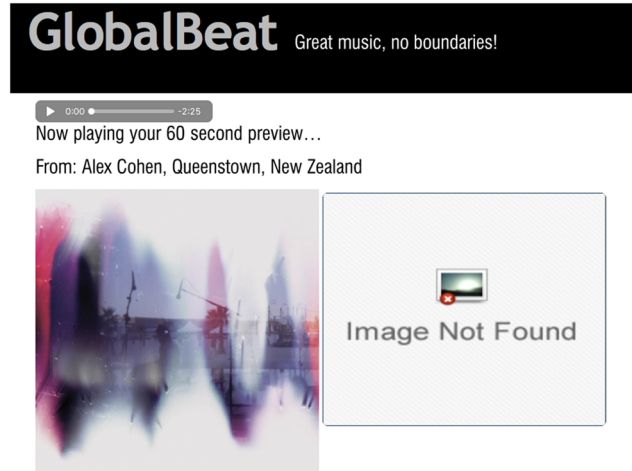 GlobalBeat Great music, no boundaries!
0:00 -2:25
Now playing your 60 second preview...
From: Alex Cohen, Queenstown, New Zealand
Image Not Found